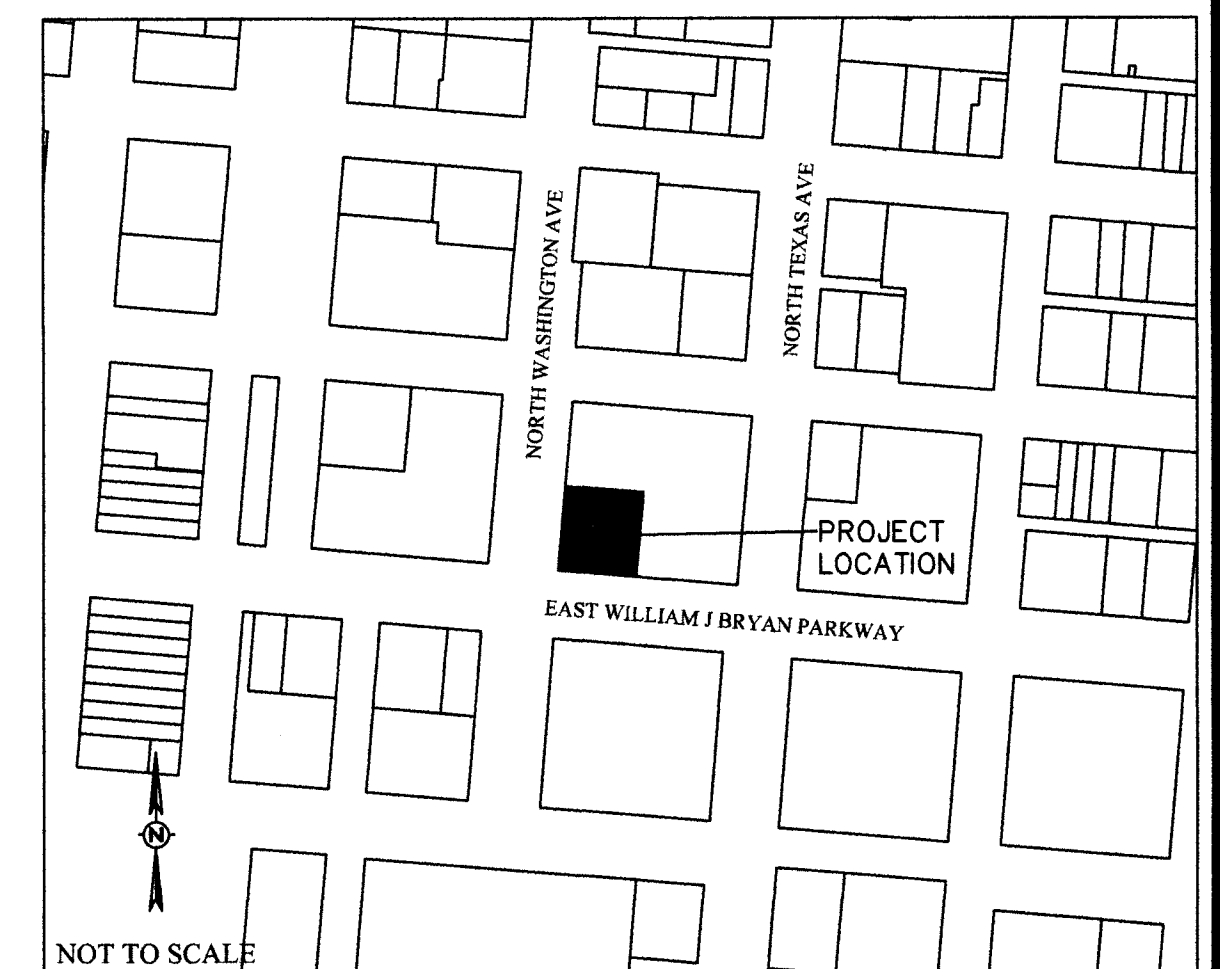 NORTH WASHINGTON AVE
NORTH TEXAS AVE
PROJECT
LOCATION
EAST WILLIAM J BRYAN PARKWAY
N
NOT TO SCALE